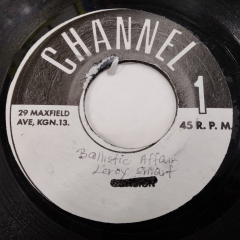 CHANNEL 1
29 MAXFIELD
AVE, KGN.13.
45 R. P. M.
Ballistic Affair
Leroy Smart